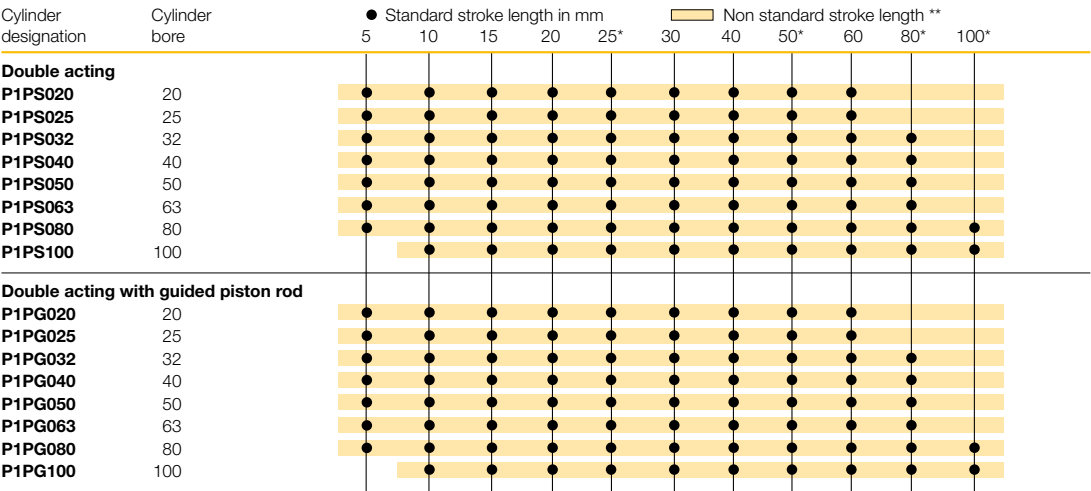 Cylinder Cylinder ● Standard stroke length in mm Non standard stroke length **
designation bore 5 10 15 20 25* 30 40 50* 60 80* 100*
Double acting
P1PS020 20
P1PS025 25
P1PS032 32
P1PS040 40
P1PS050 50
P1PS063 63
P1PS080 80
P1PS100 100
Double acting with guided piston rod
P1PG020 20
P1PG025 25
P1PG032 32
P1PG040 40
P1PG050 50
P1PG063 63
P1PG080 80
P1PG100 100